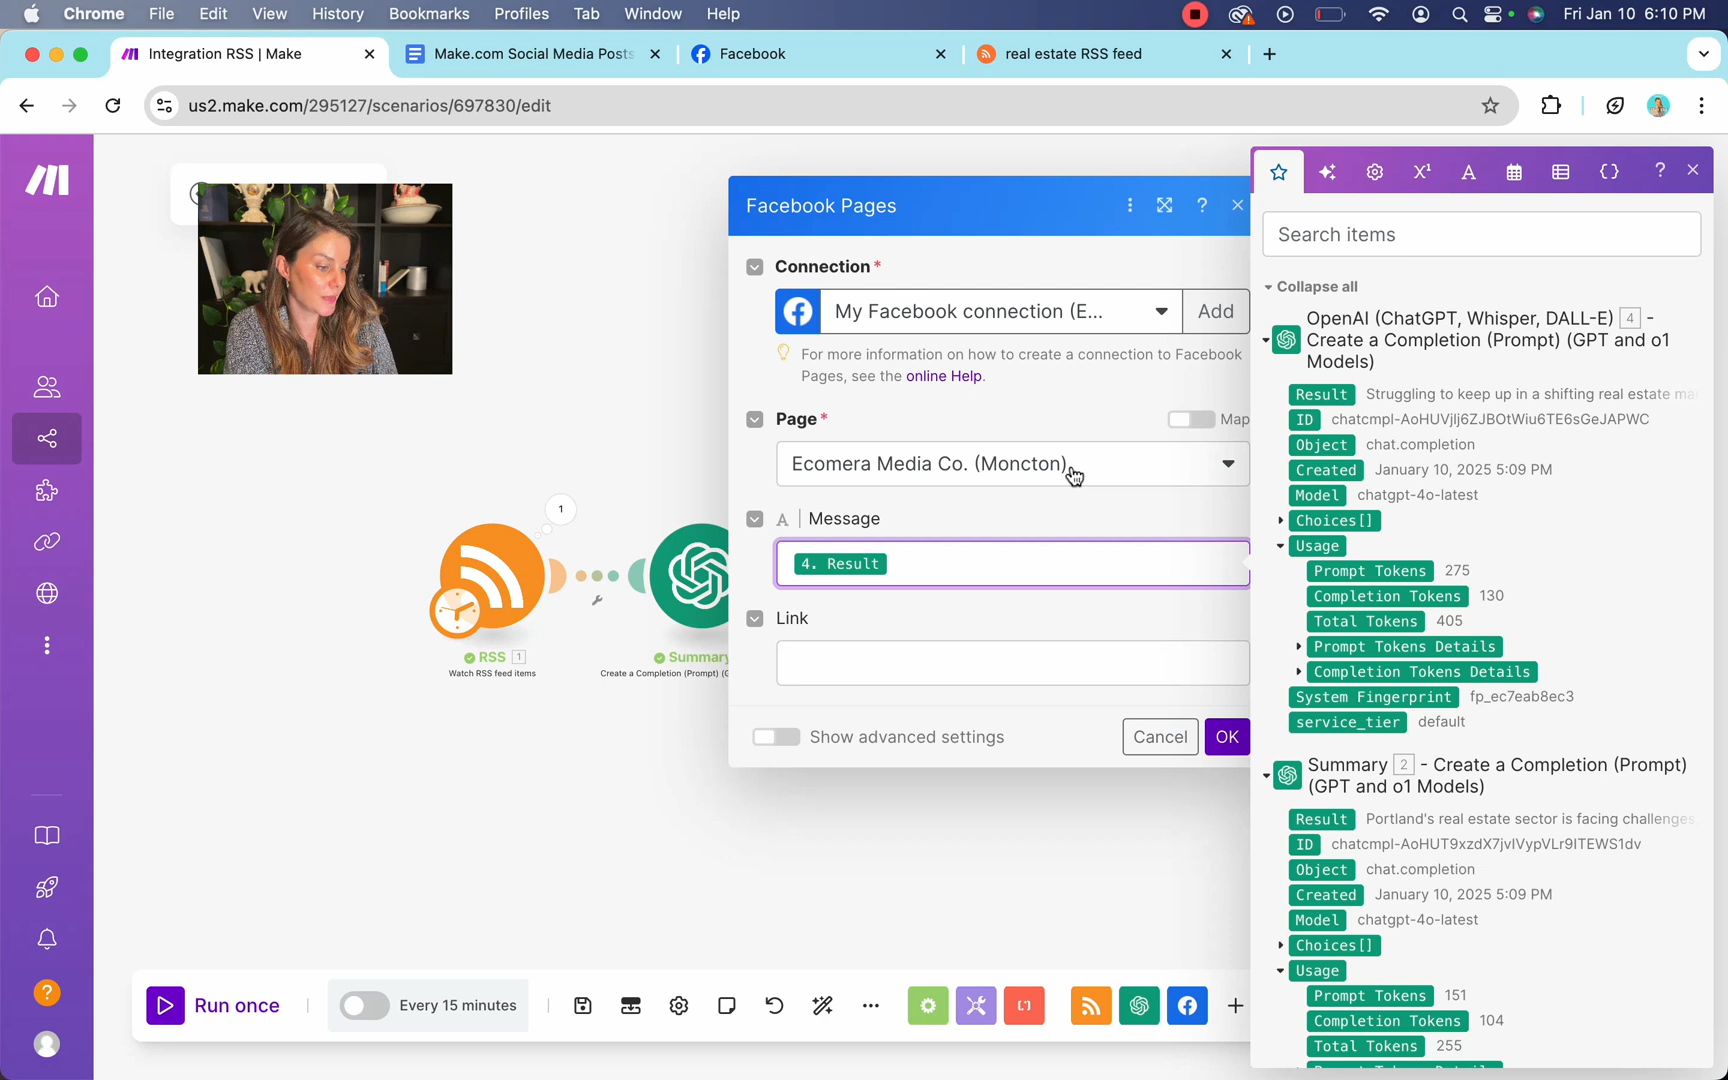 Chrome File Edit View History Bookmarks Profiles Tab Window Help Fri Jan 10 6:10 PM
Integration RSS | Make
Make.com Social Media Posts
Facebook
real estate RSS feed
us2.make.com/295127/scenarios/697830/edit
Facebook Pages
Connection *
My Facebook connection (E...
Add
For more information on how to create a connection to Facebook
Pages, see the online Help.
Page *
Map
Ecomera Media Co. (Moncton)
A | Message
4. Result
Link
Show advanced settings
Cancel
OK
1
RSS 1
Watch RSS feed items
Summary
Create a Completion (Prompt) (G
Run once
Every 15 minutes
Search items
Collapse all
OpenAI (ChatGPT, Whisper, DALL-E) 4 -
Create a Completion (Prompt) (GPT and o1
Models)
Result Struggling to keep up in a shifting real estate ma
ID chatcmpl-AoHUVjlj6ZJBOtWiu6TE6sGeJAPWC
Object chat.completion
Created January 10, 2025 5:09 PM
Model chatgpt-4o-latest
Choices[]
Usage
Prompt Tokens 275
Completion Tokens 130
Total Tokens 405
Prompt Tokens Details
Completion Tokens Details
System Fingerprint fp_ec7eab8ec3
service_tier default
Summary 2 - Create a Completion (Prompt)
(GPT and o1 Models)
Result Portland's real estate sector is facing challenges
ID chatcmpl-AoHUT9xzdX7jvIVypVLr9ITEWS1dv
Object chat.completion
Created January 10, 2025 5:09 PM
Model chatgpt-4o-latest
Choices[]
Usage
Prompt Tokens 151
Completion Tokens 104
Total Tokens 255